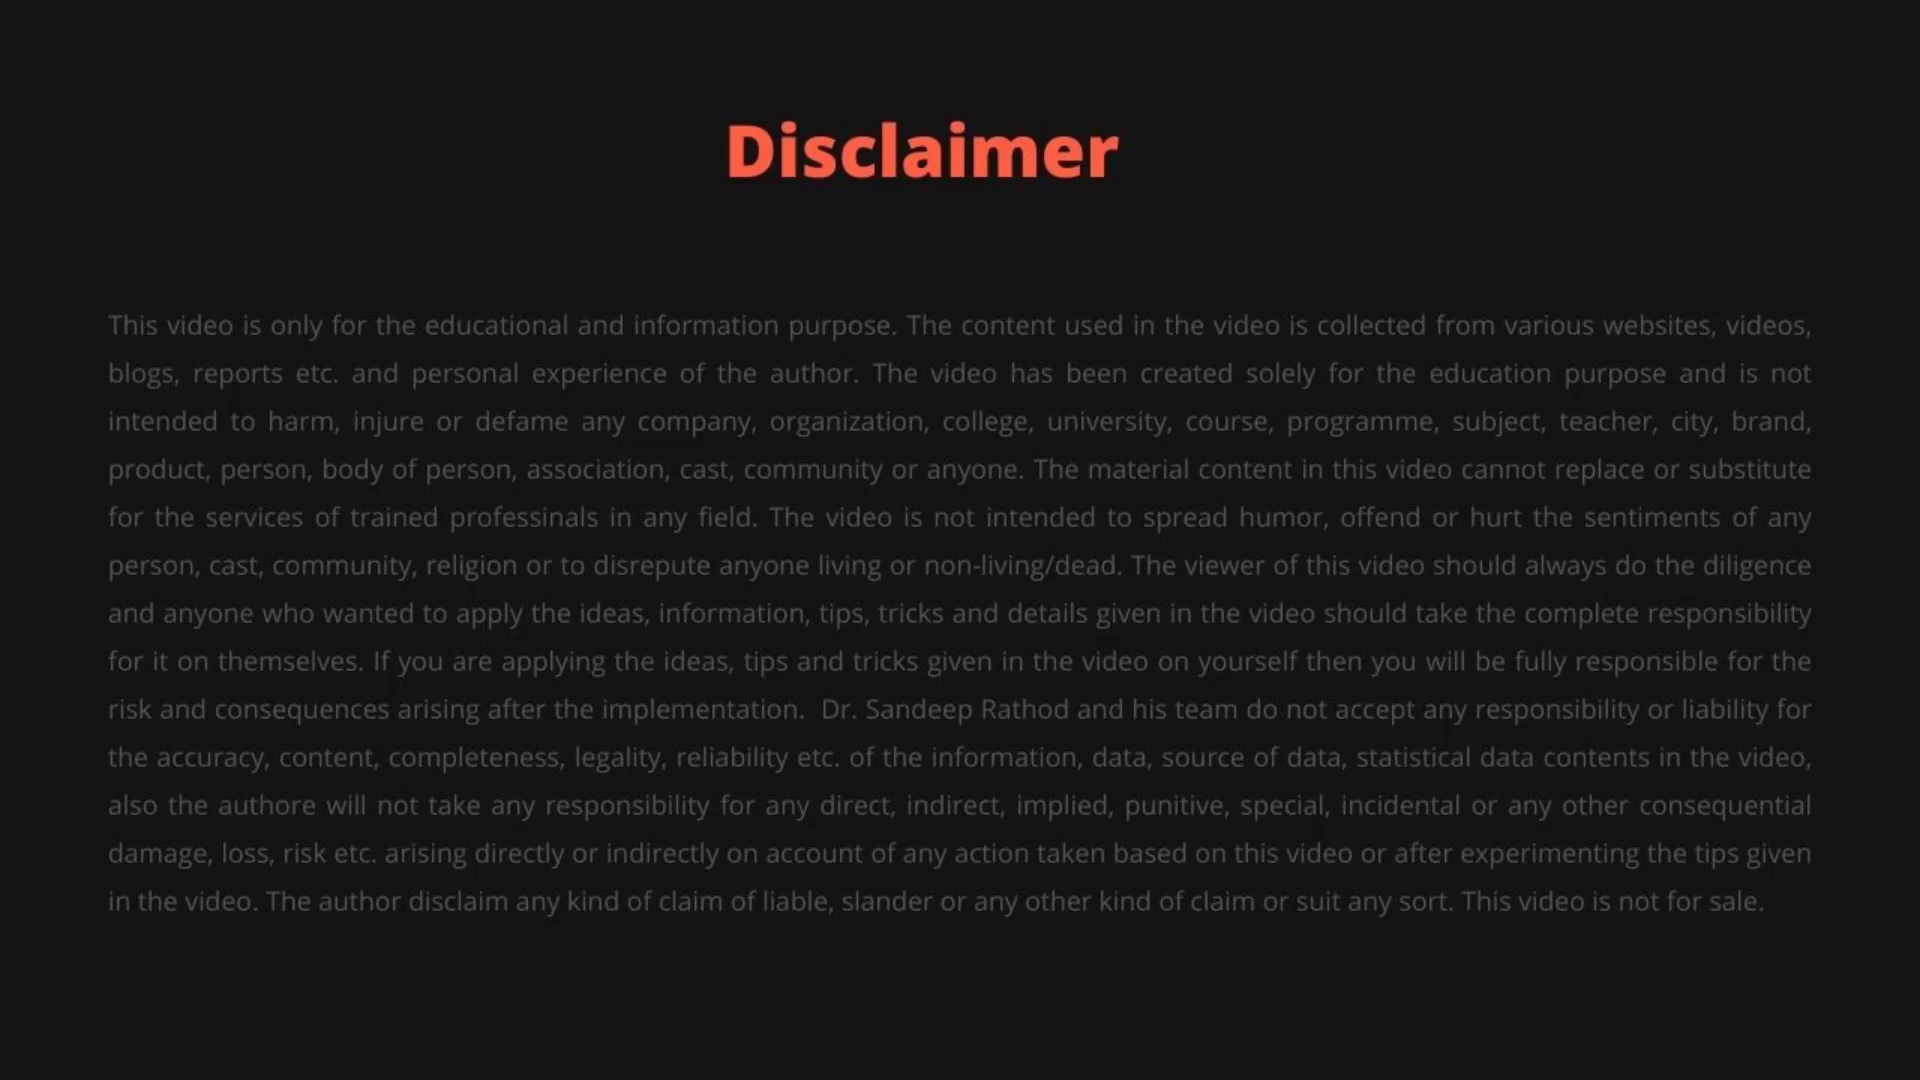 Disclaimer
This video is only for the educational and information purpose. The content used in the video is collected from various websites, videos,
blogs, reports etc. and personal experience of the author. The video has been created solely for the education purpose and is not
intended to harm, injure or defame any company, organization, college, university, course, programme, subject, teacher, city, brand,
product, person, body of person, association, cast, community or anyone. The material content in this video cannot replace or substitute
for the services of trained professinals in any field. The video is not intended to spread humor, offend or hurt the sentiments of any
person, cast, community, religion or to disrepute anyone living or non-living/dead. The viewer of this video should always do the diligence
and anyone who wanted to apply the ideas, information, tips, tricks and details given in the video should take the complete responsibility
for it on themselves. If you are applying the ideas, tips and tricks given in the video on yourself then you will be fully responsible for the
risk and consequences arising after the implementation.  Dr. Sandeep Rathod and his team do not accept any responsibility or liability for
the accuracy, content, completeness, legality, reliability etc. of the information, data, source of data, statistical data contents in the video,
also the authore will not take any responsibility for any direct, indirect, implied, punitive, special, incidental or any other consequential
damage, loss, risk etc. arising directly or indirectly on account of any action taken based on this video or after experimenting the tips given
in the video. The author disclaim any kind of claim of liable, slander or any other kind of claim or suit any sort. This video is not for sale.